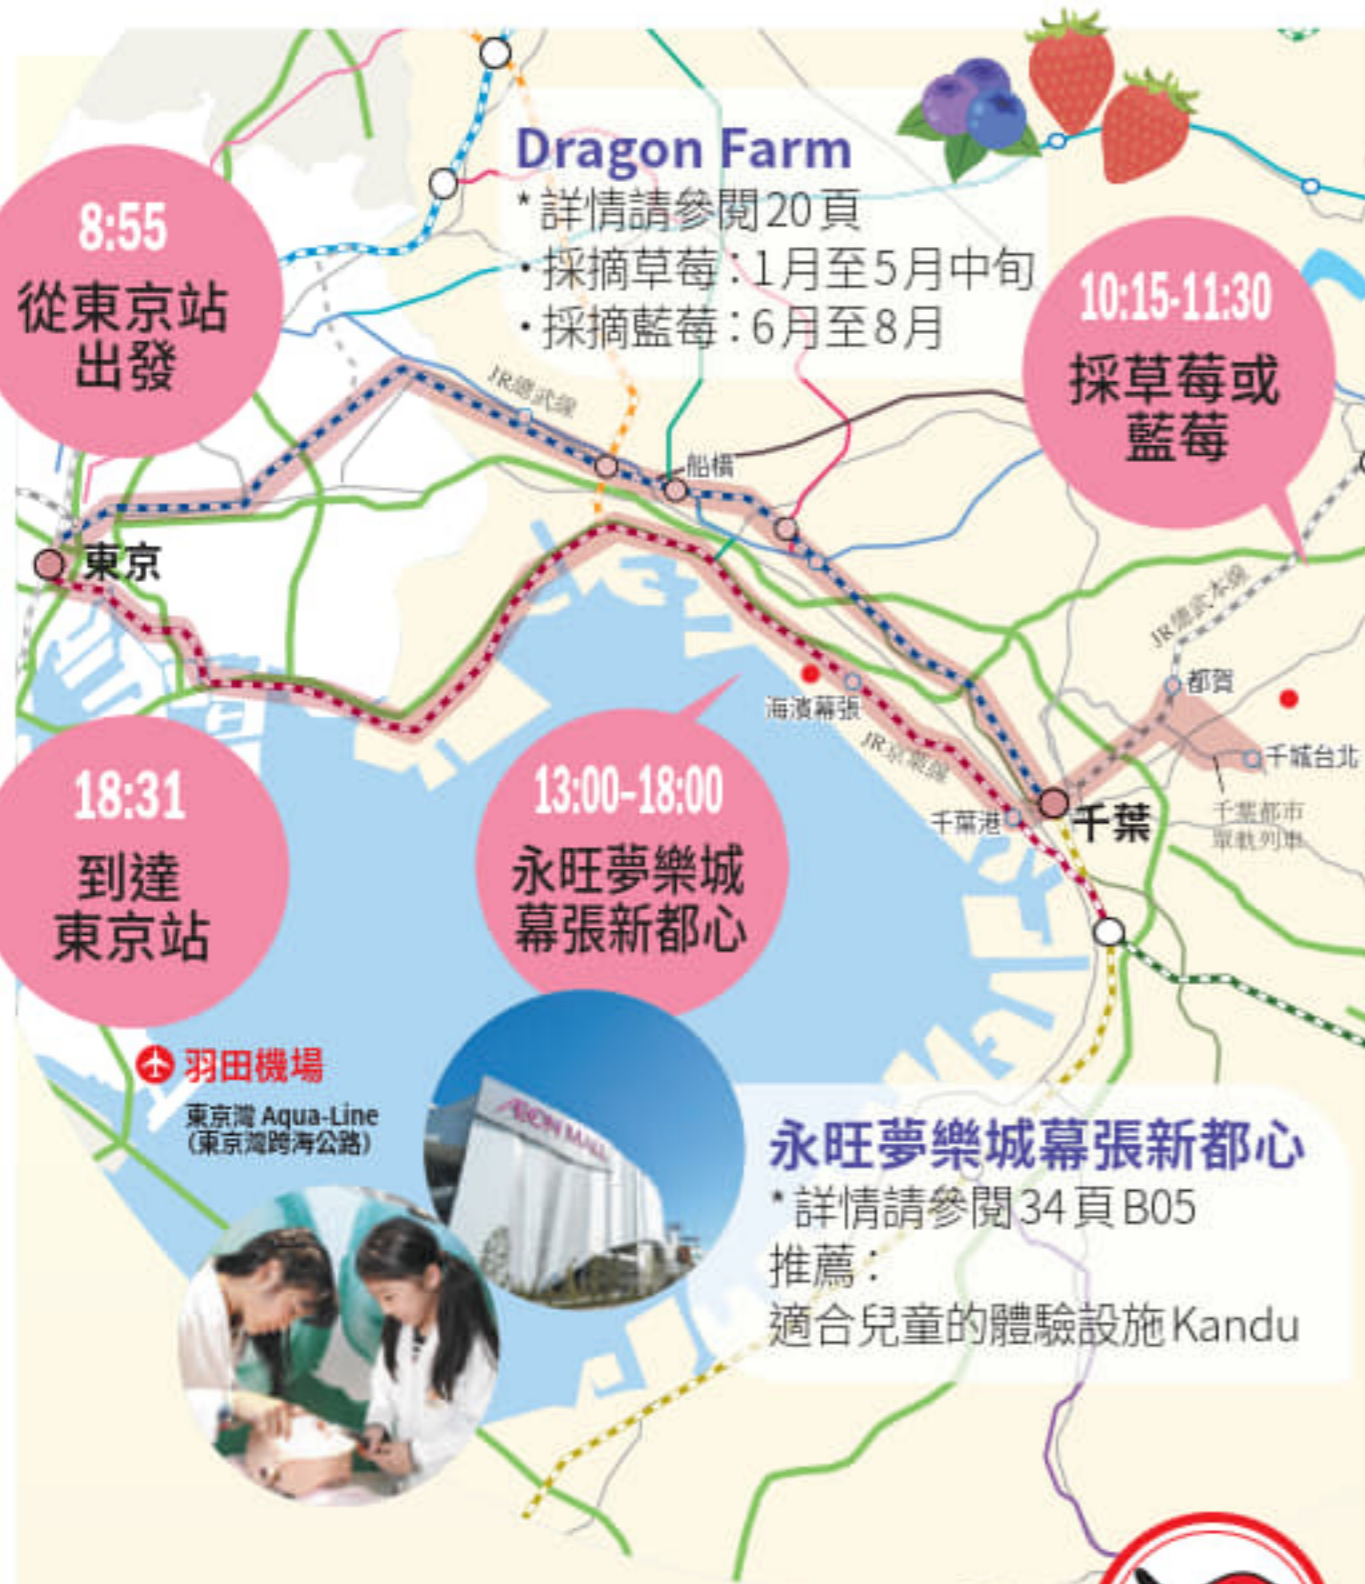 Dragon Farm
*詳情請參閱20頁
・採摘草莓：1月至5月中旬
・採摘藍莓：6月至8月
8:55
從東京站
出發
10:15-11:30
採草莓或
藍莓
JR總武線
船橋
東京
JR總武本線
都賀
海濱幕張
JR京葉線
千城台北
千葉都市
單軌列車
千葉港
千葉
18:31
到達
東京站
13:00-18:00
永旺夢樂城
幕張新都心
羽田機場
東京灣 Aqua-Line
（東京灣跨海公路）
AEON MALL
永旺夢樂城幕張新都心
*詳情請參閱34頁B05
推薦：
適合兒童的體驗設施Kandu